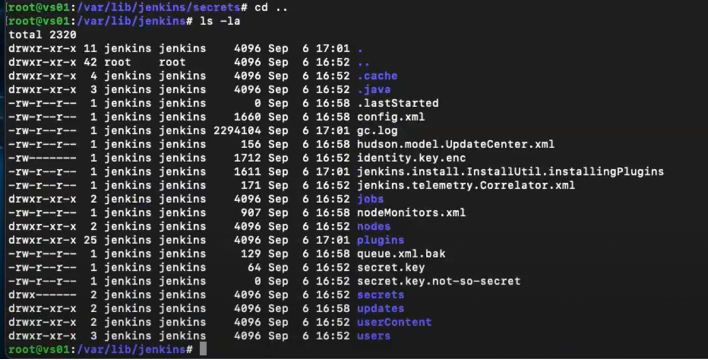 root@vs01:/var/lib/jenkins/secrets# cd ..
root@vs01:/var/lib/jenkins# ls -la
total 2320
drwxr-xr-x 11 jenkins jenkins    4096 Sep  6 17:01 .
drwxr-xr-x 42 root    root       4096 Sep  6 16:52 ..
drwxr-xr-x  4 jenkins jenkins    4096 Sep  6 16:52 .cache
drwxr-xr-x  3 jenkins jenkins    4096 Sep  6 16:52 .java
-rw-r--r--  1 jenkins jenkins       0 Sep  6 16:58 .lastStarted
-rw-r--r--  1 jenkins jenkins    1660 Sep  6 16:58 config.xml
-rw-r--r--  1 jenkins jenkins 2294104 Sep  6 17:01 gc.log
-rw-r--r--  1 jenkins jenkins     156 Sep  6 16:58 hudson.model.UpdateCenter.xml
-rw-------  1 jenkins jenkins    1712 Sep  6 16:52 identity.key.enc
-rw-r--r--  1 jenkins jenkins    1611 Sep  6 17:01 jenkins.install.InstallUtil.installingPlugins
-rw-r--r--  1 jenkins jenkins     171 Sep  6 16:52 jenkins.telemetry.Correlator.xml
drwxr-xr-x  2 jenkins jenkins    4096 Sep  6 16:52 jobs
-rw-r--r--  1 jenkins jenkins     907 Sep  6 16:58 nodeMonitors.xml
drwxr-xr-x  2 jenkins jenkins    4096 Sep  6 16:52 nodes
drwxr-xr-x 25 jenkins jenkins    4096 Sep  6 17:01 plugins
-rw-r--r--  1 jenkins jenkins     129 Sep  6 16:58 queue.xml.bak
-rw-r--r--  1 jenkins jenkins      64 Sep  6 16:52 secret.key
-rw-r--r--  1 jenkins jenkins       0 Sep  6 16:52 secret.key.not-so-secret
drwx------  2 jenkins jenkins    4096 Sep  6 16:52 secrets
drwxr-xr-x  2 jenkins jenkins    4096 Sep  6 16:58 updates
drwxr-xr-x  2 jenkins jenkins    4096 Sep  6 16:52 userContent
drwxr-xr-x  3 jenkins jenkins    4096 Sep  6 16:52 users
root@vs01:/var/lib/jenkins#